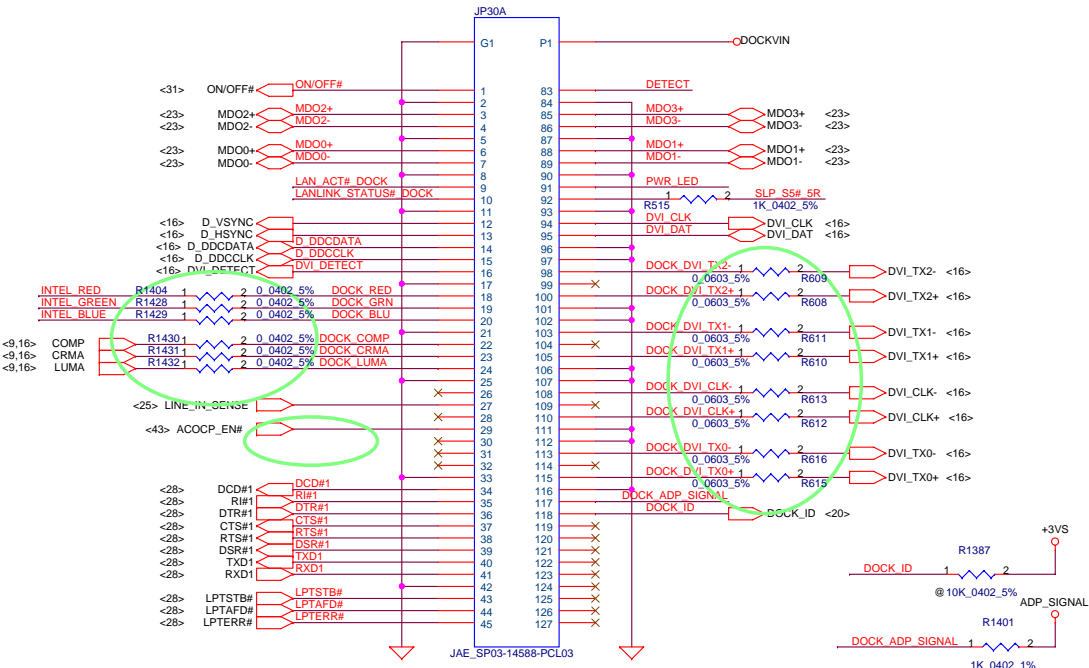 JP30A
G1 P1 DOCKVIN
<31> ON/OFF# ON/OFF# 1 83 DETECT
2 84
<23> MDO2+ MDO2+ 3 85 MDO3+ MDO3+ <23>
<23> MDO2- MDO2- 4 86 MDO3- MDO3- <23>
5 87
<23> MDO0+ MDO0+ 6 88 MDO1+ MDO1+ <23>
<23> MDO0- MDO0- 7 89 MDO1- MDO1- <23>
8 90
LAN_ACT#_DOCK 9 91 PWR_LED
LANLINK_STATUS#_DOCK 10 92 R515 1 2 1K_0402_5% SLP_S5#_5R
11 93
<16> D_VSYNC 12 94 DVI_CLK DVI_CLK <16>
<16> D_HSYNC 13 95 DVI_DAT DVI_DAT <16>
<16> D_DDCDATA D_DDCDATA 14 96
<16> D_DDCCLK D_DDCCLK 15 97
<16> DVI_DETECT DVI_DETECT 16 98 DOCK_DVI_TX2- 1 2 0_0603_5% R609 DVI_TX2- <16>
17 99
INTEL_RED R1404 1 2 0_0402_5% DOCK_RED 18 100 DOCK_DVI_TX2+ 1 2 0_0603_5% R608 DVI_TX2+ <16>
INTEL_GREEN R1428 1 2 0_0402_5% DOCK_GRN 19 101
INTEL_BLUE R1429 1 2 0_0402_5% DOCK_BLU 20 102
21 103 DOCK_DVI_TX1- 1 2 0_0603_5% R611 DVI_TX1- <16>
<9,16> COMP R1430 1 2 0_0402_5% DOCK_COMP 22 104
<9,16> CRMA R1431 1 2 0_0402_5% DOCK_CRMA 23 105 DOCK_DVI_TX1+ 1 2 0_0603_5% R610 DVI_TX1+ <16>
<9,16> LUMA R1432 1 2 0_0402_5% DOCK_LUMA 24 106
25 107
26 108 DOCK_DVI_CLK- 1 2 0_0603_5% R613 DVI_CLK- <16>
<25> LINE_IN_SENSE 27 109
28 110 DOCK_DVI_CLK+ 1 2 0_0603_5% R612 DVI_CLK+ <16>
<43> ACOCP_EN# 29 111
30 112
31 113 DOCK_DVI_TX0- 1 2 0_0603_5% R616 DVI_TX0- <16>
32 114
33 115 DOCK_DVI_TX0+ 1 2 0_0603_5% R615 DVI_TX0+ <16>
<28> DCD#1 DCD#1 34 116
<28> RI#1 RI#1 35 117 DOCK_ADP_SIGNAL
<28> DTR#1 DTR#1 36 118 DOCK_ID DOCK_ID <20>
<28> CTS#1 CTS#1 37 119
<28> RTS#1 RTS#1 38 120
<28> DSR#1 DSR#1 39 121
<28> TXD1 TXD1 40 122
<28> RXD1 RXD1 41 123
42 124
<28> LPTSTB# LPTSTB# 43 125
<28> LPTAFD# LPTAFD# 44 126
<28> LPTERR# LPTERR# 45 127
JAE_SP03-14588-PCL03
+3VS
R1387
DOCK_ID 1 2
@10K_0402_5%
ADP_SIGNAL
R1401
DOCK_ADP_SIGNAL 1 2
1K_0402_1%